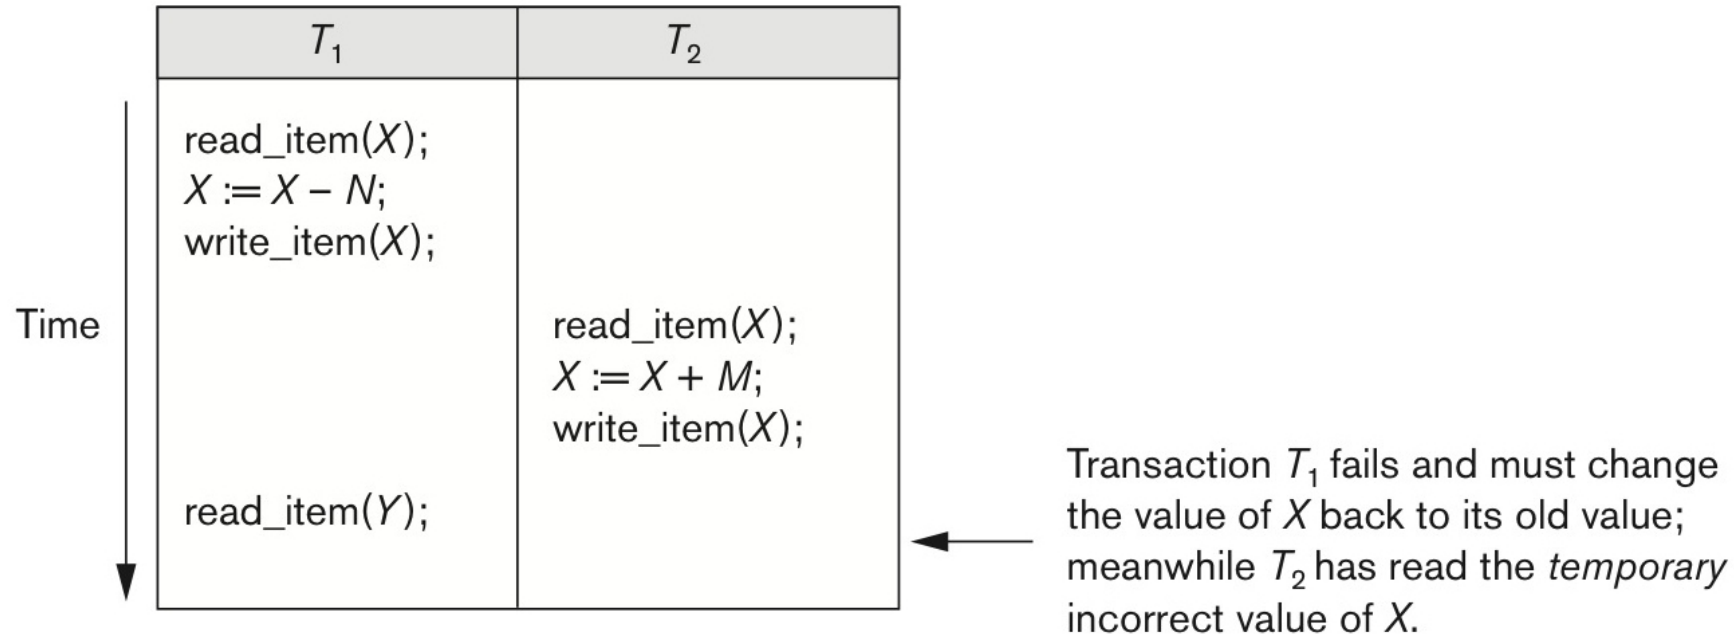 T₁
T₂
read_item(X);
X := X – N;
write_item(X);
Time
read_item(X);
X := X + M;
write_item(X);
read_item(Y);
Transaction T₁ fails and must change
the value of X back to its old value;
meanwhile T₂ has read the temporary
incorrect value of X.